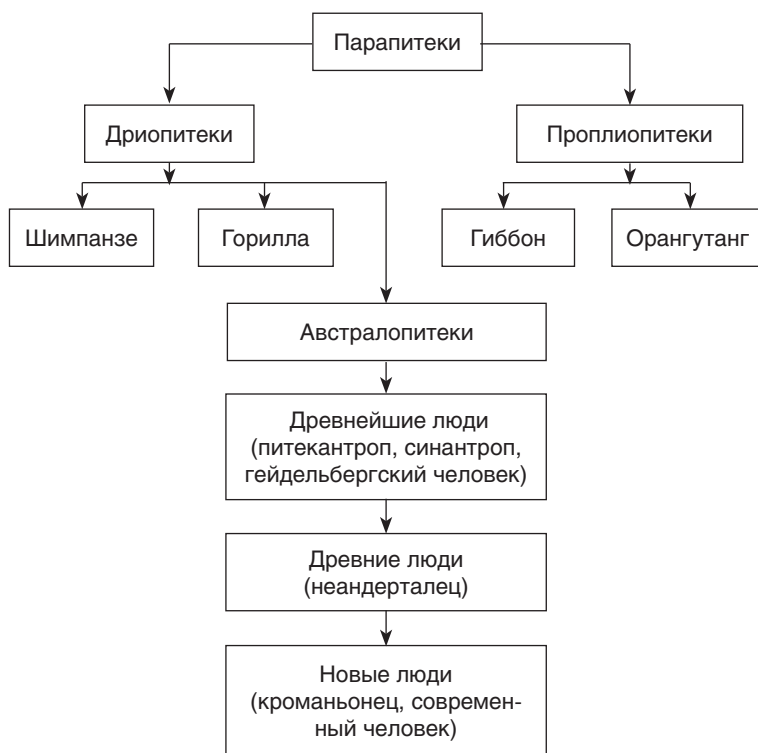 Парапитеки
Дриопитеки
Проплиопитеки
Шимпанзе
Горилла
Гиббон
Орангутанг
Австралопитеки
Древнейшие люди
(питекантроп, синантроп,
гейдельбергский человек)
Древние люди
(неандерталец)
Новые люди
(кроманьонец, современ-
ный человек)